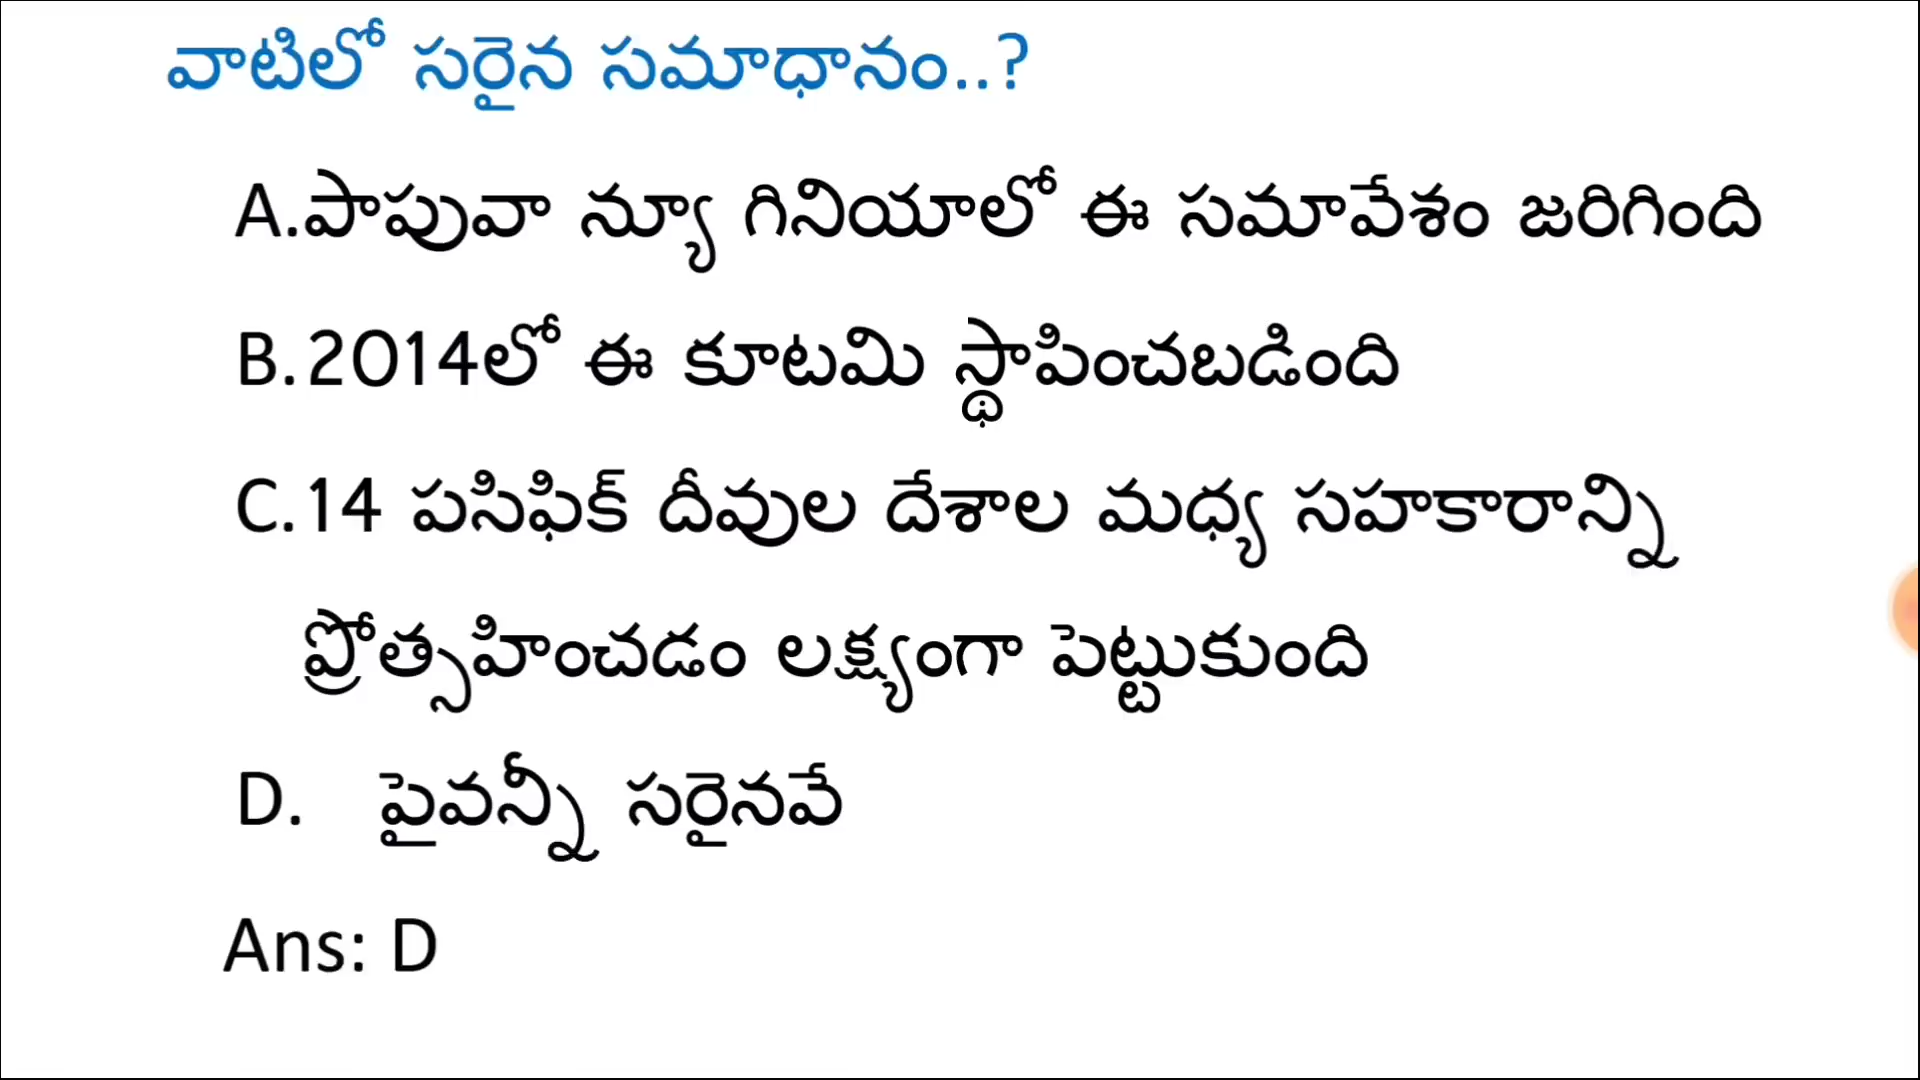 వాటిలో సరైన సమాధానం..?
A.పాపువా న్యూ గినియాలో ఈ సమావేశం జరిగింది
B.2014లో ఈ కూటమి స్థాపించబడింది
C.14 పసిఫిక్ దీవుల దేశాల మధ్య సహకారాన్ని
ప్రోత్సహించడం లక్ష్యంగా పెట్టుకుంది
D. పైవన్నీ సరైనవే
Ans: D